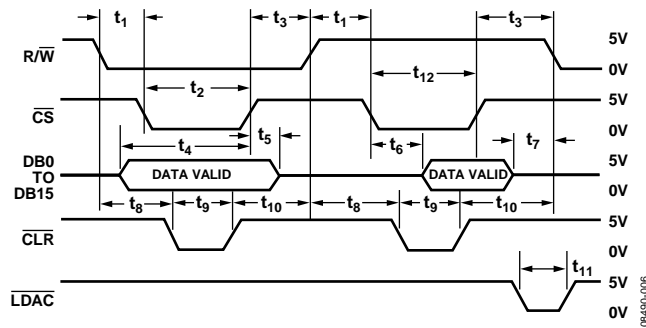 t1 t3 t1 t3
R/W 5V
0V
t2 t12
CS 5V
0V
t4 t5 t6 t7
DB0 TO DB15 DATA VALID DATA VALID 5V
0V
t8 t9 t10 t8 t9 t10
CLR 5V
0V
t11
LDAC 5V
0V
08490-006